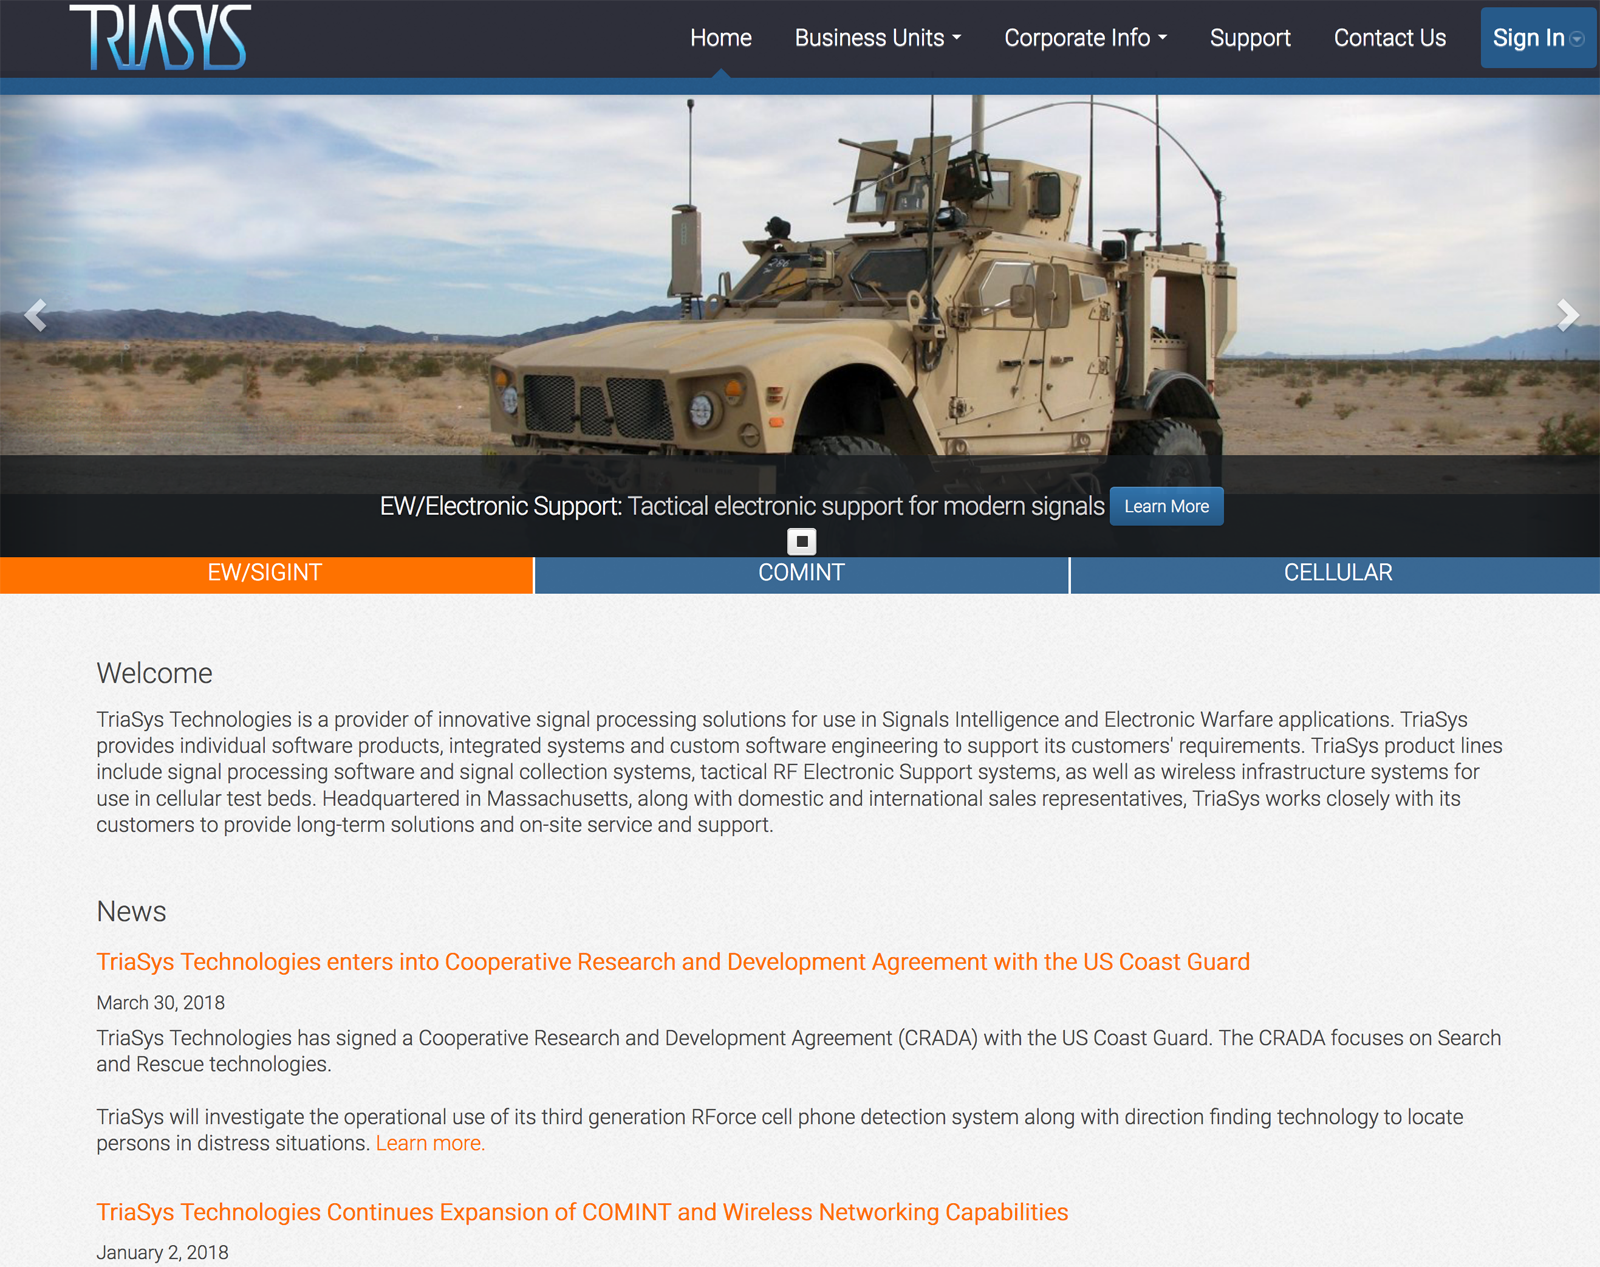 TRIASYS
Home
Business Units
Corporate Info
Support
Contact Us
Sign In
EW/Electronic Support: Tactical electronic support for modern signals
Learn More
EW/SIGINT
COMINT
CELLULAR
Welcome
TriaSys Technologies is a provider of innovative signal processing solutions for use in Signals Intelligence and Electronic Warfare applications. TriaSys
provides individual software products, integrated systems and custom software engineering to support its customers' requirements. TriaSys product lines
include signal processing software and signal collection systems, tactical RF Electronic Support systems, as well as wireless infrastructure systems for
use in cellular test beds. Headquartered in Massachusetts, along with domestic and international sales representatives, TriaSys works closely with its
customers to provide long-term solutions and on-site service and support.
News
TriaSys Technologies enters into Cooperative Research and Development Agreement with the US Coast Guard
March 30, 2018
TriaSys Technologies has signed a Cooperative Research and Development Agreement (CRADA) with the US Coast Guard. The CRADA focuses on Search
and Rescue technologies.
TriaSys will investigate the operational use of its third generation RForce cell phone detection system along with direction finding technology to locate
persons in distress situations. Learn more.
TriaSys Technologies Continues Expansion of COMINT and Wireless Networking Capabilities
January 2, 2018